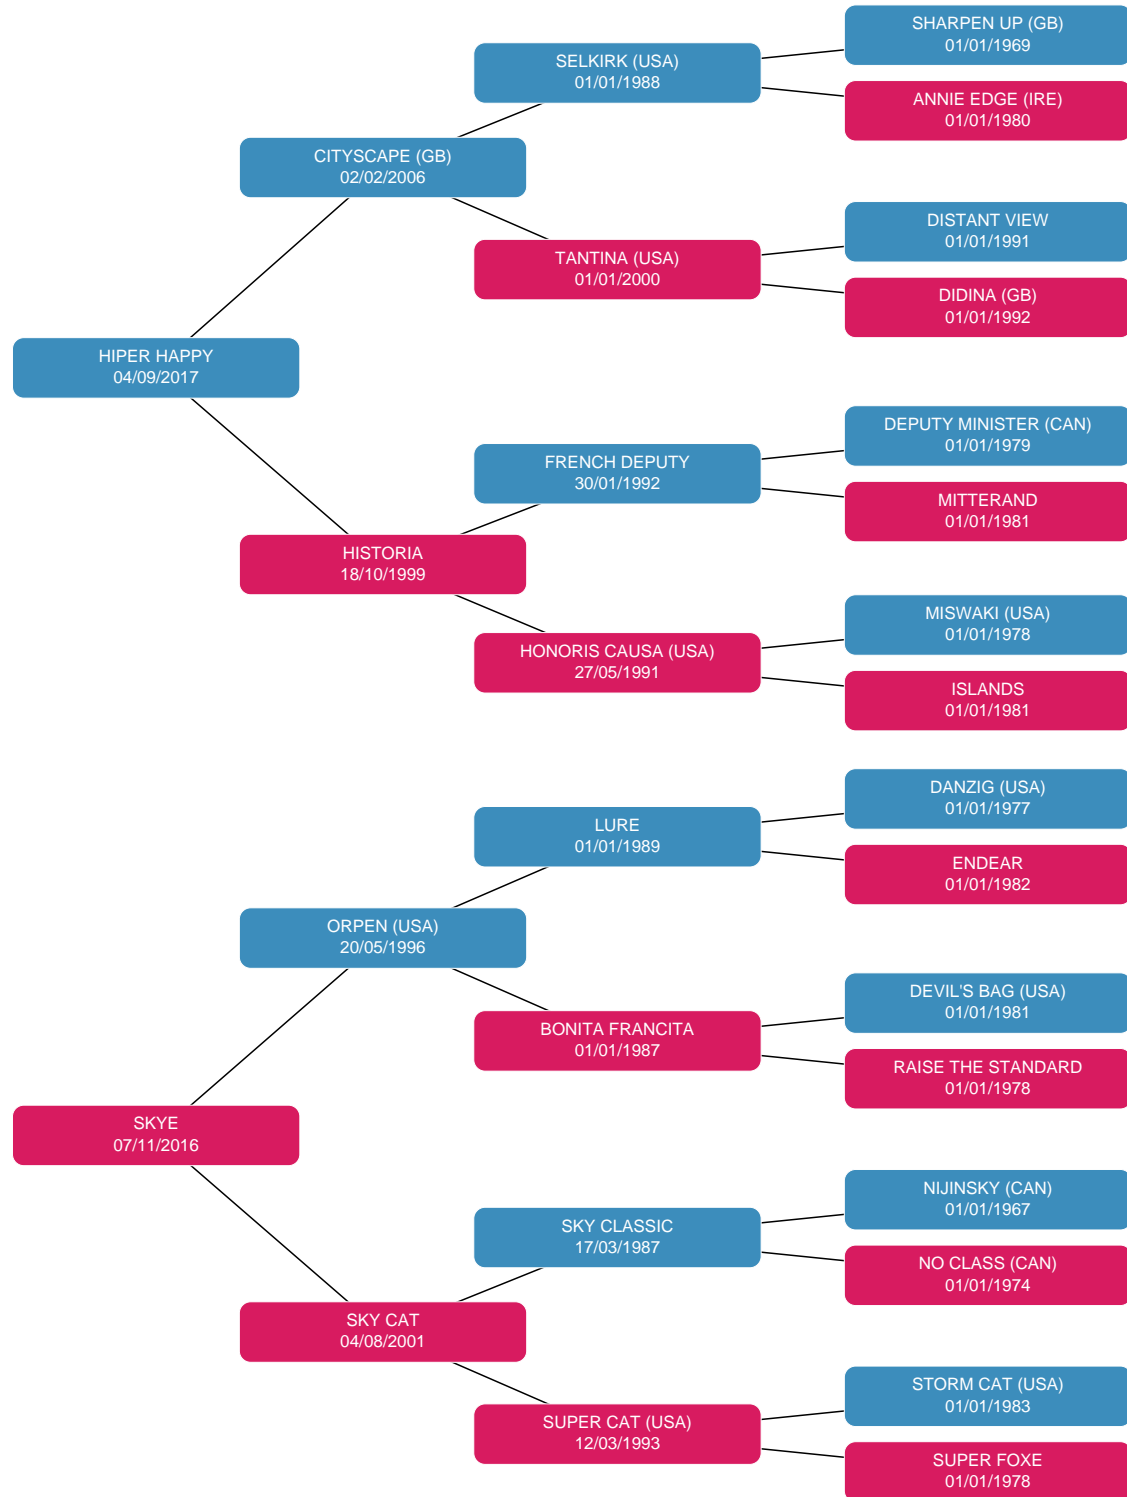 SHARPEN UP (GB)
01/01/1969
SELKIRK (USA)
01/01/1988
ANNIE EDGE (IRE)
01/01/1980
CITYSCAPE (GB)
02/02/2006
DISTANT VIEW
01/01/1991
TANTINA (USA)
01/01/2000
DIDINA (GB)
01/01/1992
HIPER HAPPY
04/09/2017
DEPUTY MINISTER (CAN)
01/01/1979
FRENCH DEPUTY
30/01/1992
MITTERAND
01/01/1981
HISTORIA
18/10/1999
MISWAKI (USA)
01/01/1978
HONORIS CAUSA (USA)
27/05/1991
ISLANDS
01/01/1981
DANZIG (USA)
01/01/1977
LURE
01/01/1989
ENDEAR
01/01/1982
ORPEN (USA)
20/05/1996
DEVIL'S BAG (USA)
01/01/1981
BONITA FRANCITA
01/01/1987
RAISE THE STANDARD
01/01/1978
SKYE
07/11/2016
NIJINSKY (CAN)
01/01/1967
SKY CLASSIC
17/03/1987
NO CLASS (CAN)
01/01/1974
SKY CAT
04/08/2001
STORM CAT (USA)
01/01/1983
SUPER CAT (USA)
12/03/1993
SUPER FOXE
01/01/1978